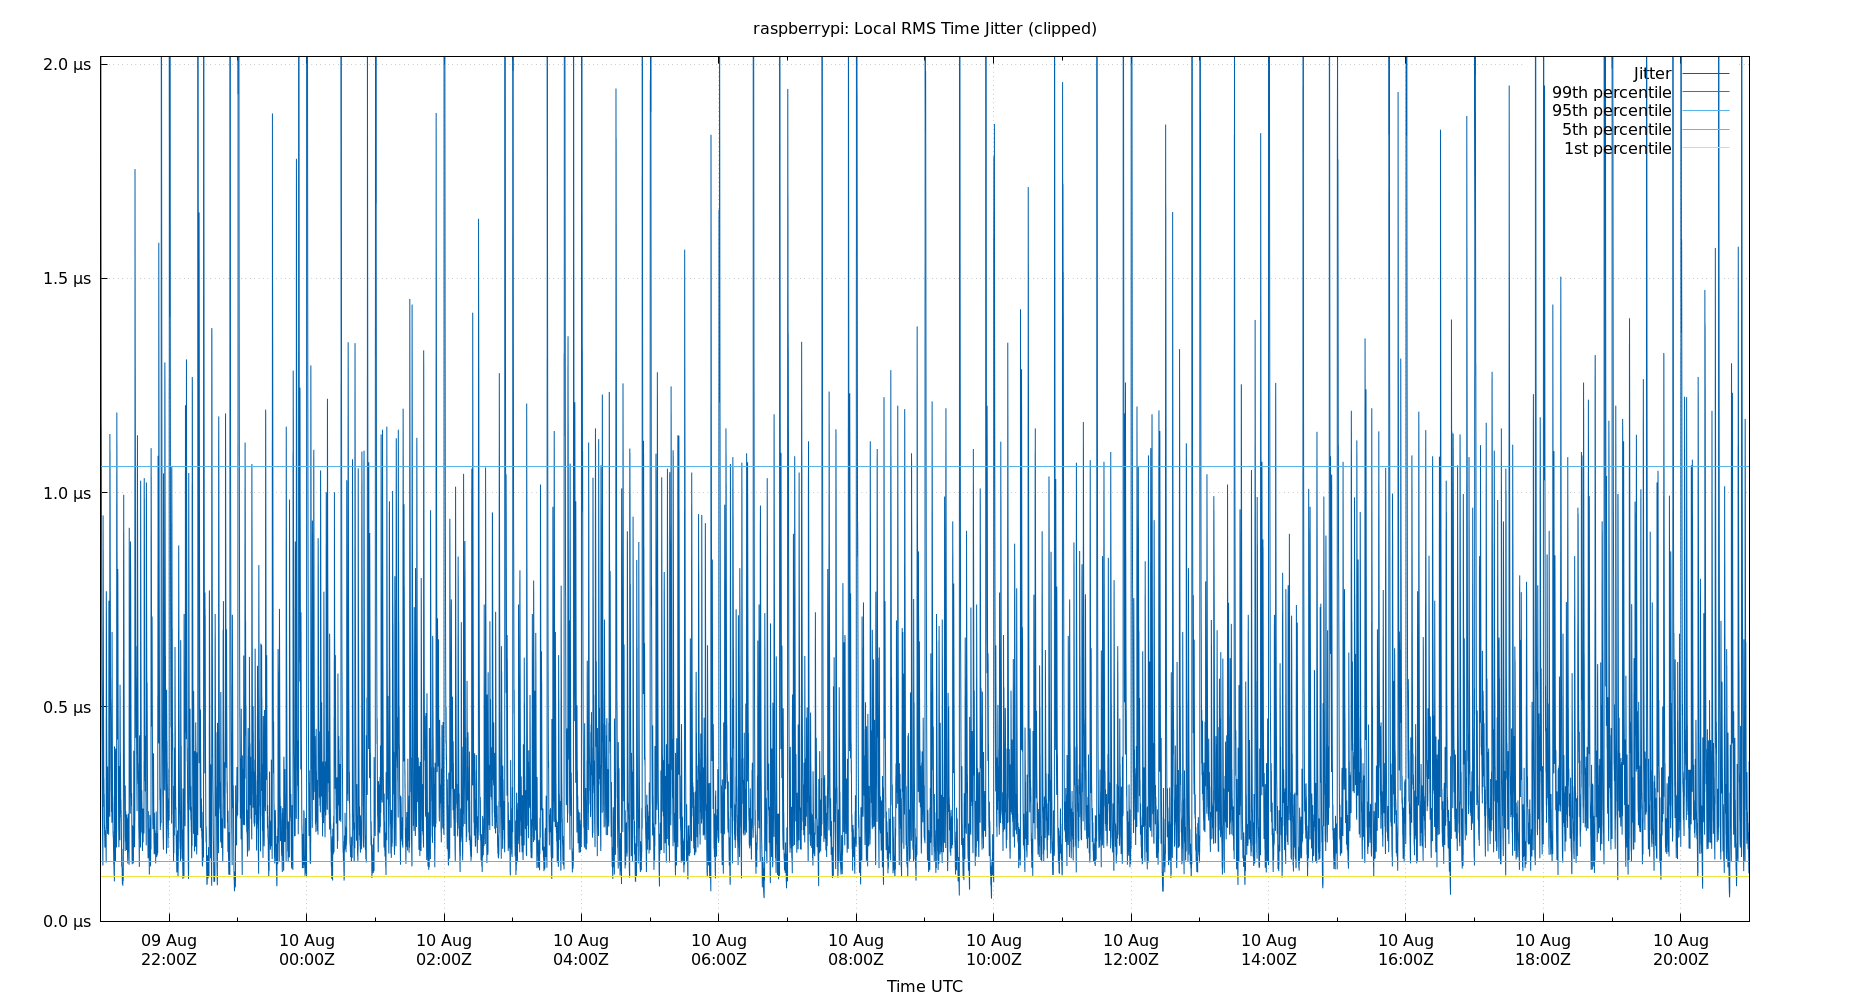 raspberrypi: Local RMS Time Jitter (clipped)
2.0 μs
1.5 μs
1.0 μs
0.5 μs
0.0 μs
Jitter
99th percentile
95th percentile
5th percentile
1st percentile
09 Aug
22:00Z
10 Aug
00:00Z
10 Aug
02:00Z
10 Aug
04:00Z
10 Aug
06:00Z
10 Aug
08:00Z
10 Aug
10:00Z
10 Aug
12:00Z
10 Aug
14:00Z
10 Aug
16:00Z
10 Aug
18:00Z
10 Aug
20:00Z
Time UTC